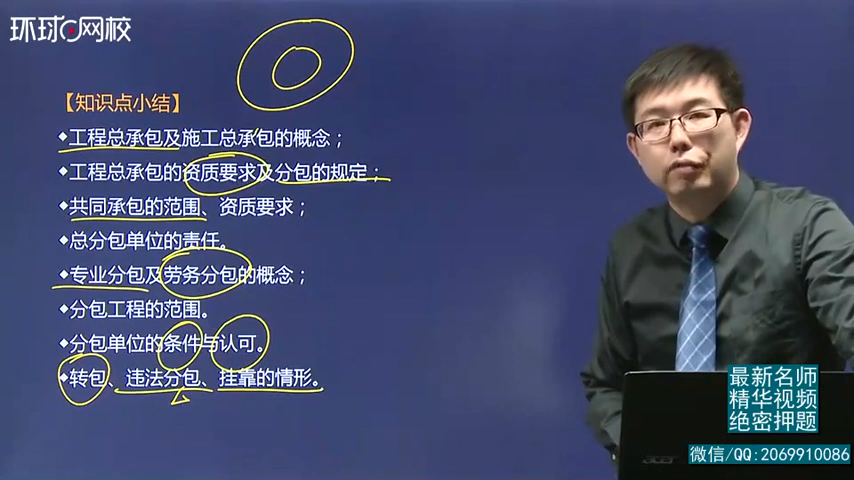 环球网校
【知识点小结】
◆工程总承包及施工总承包的概念；
◆工程总承包的资质要求及分包的规定；
◆共同承包的范围、资质要求；
◆总分包单位的责任。
◆专业分包及劳务分包的概念；
◆分包工程的范围。
◆分包单位的条件与认可。
◆转包、违法分包、挂靠的情形。
最新名师
精华视频
绝密押题
微信/QQ:2069910086
acer